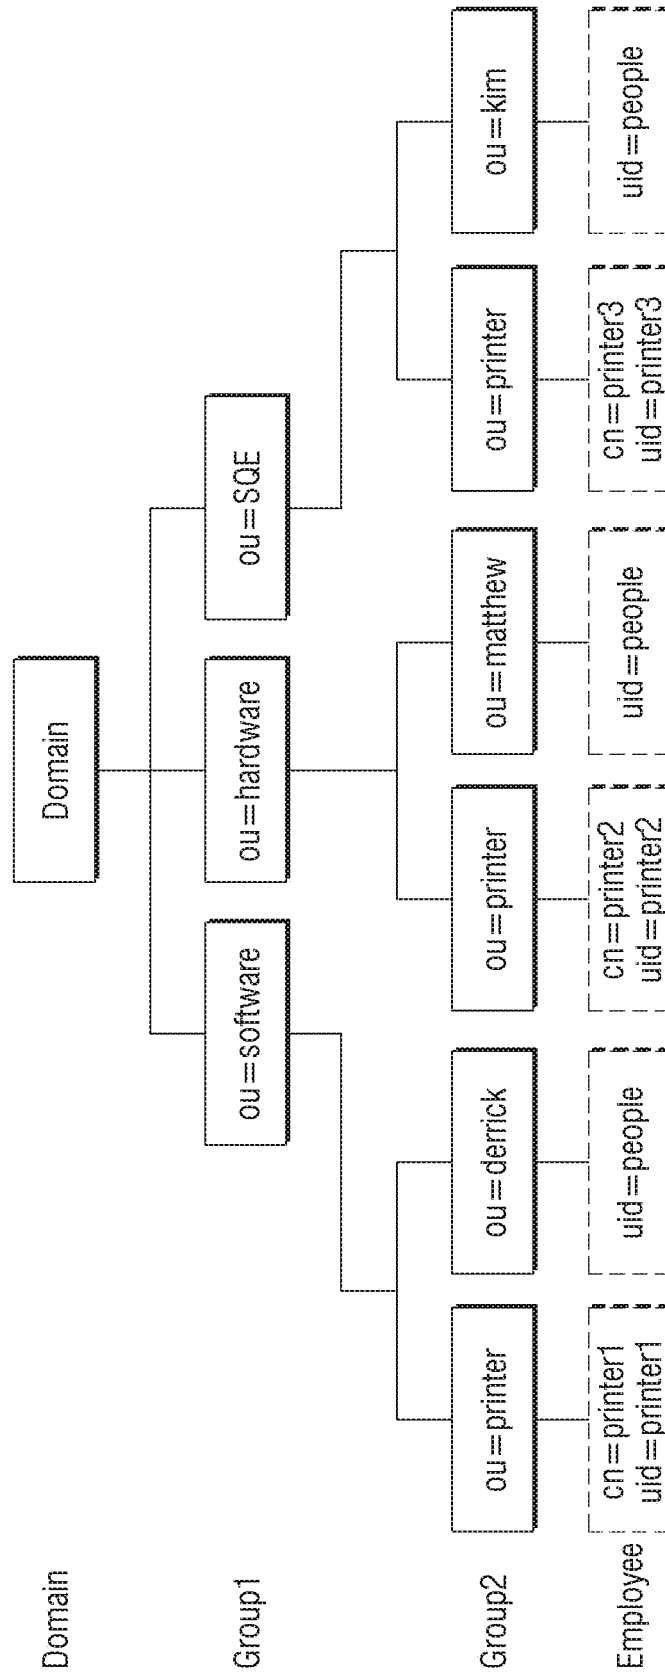 Domain
Domain
Group1
ou=software
ou=hardware
ou=SQE
Group2
ou=printer
ou=derrick
ou=printer
ou=matthew
ou=printer
ou=kim
Employee
cn=printer1
uid=printer1
uid=people
cn=printer2
uid=printer2
uid=people
cn=printer3
uid=printer3
uid=people